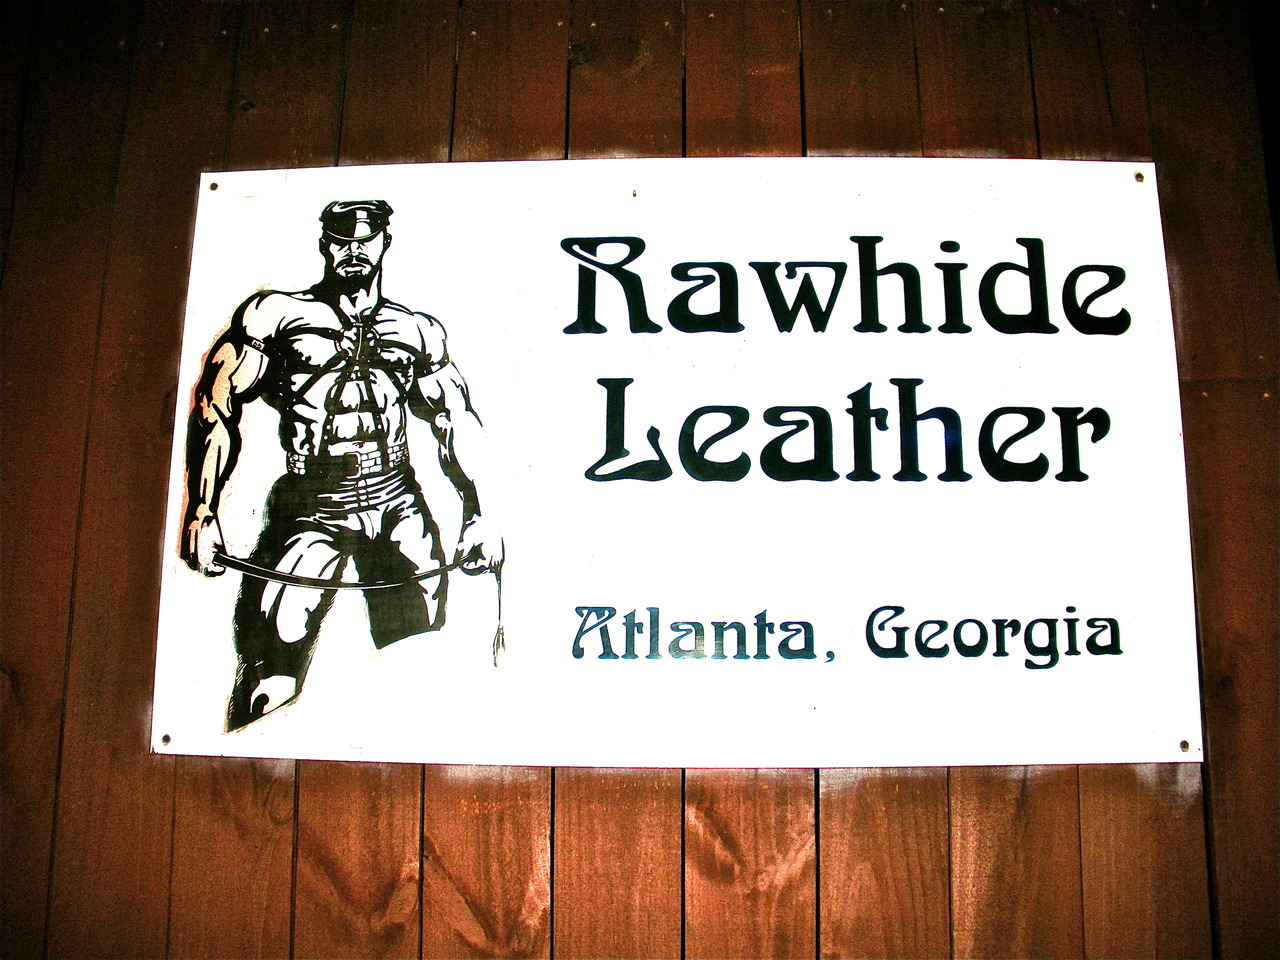 Rawhide
Leather
Atlanta, Georgia